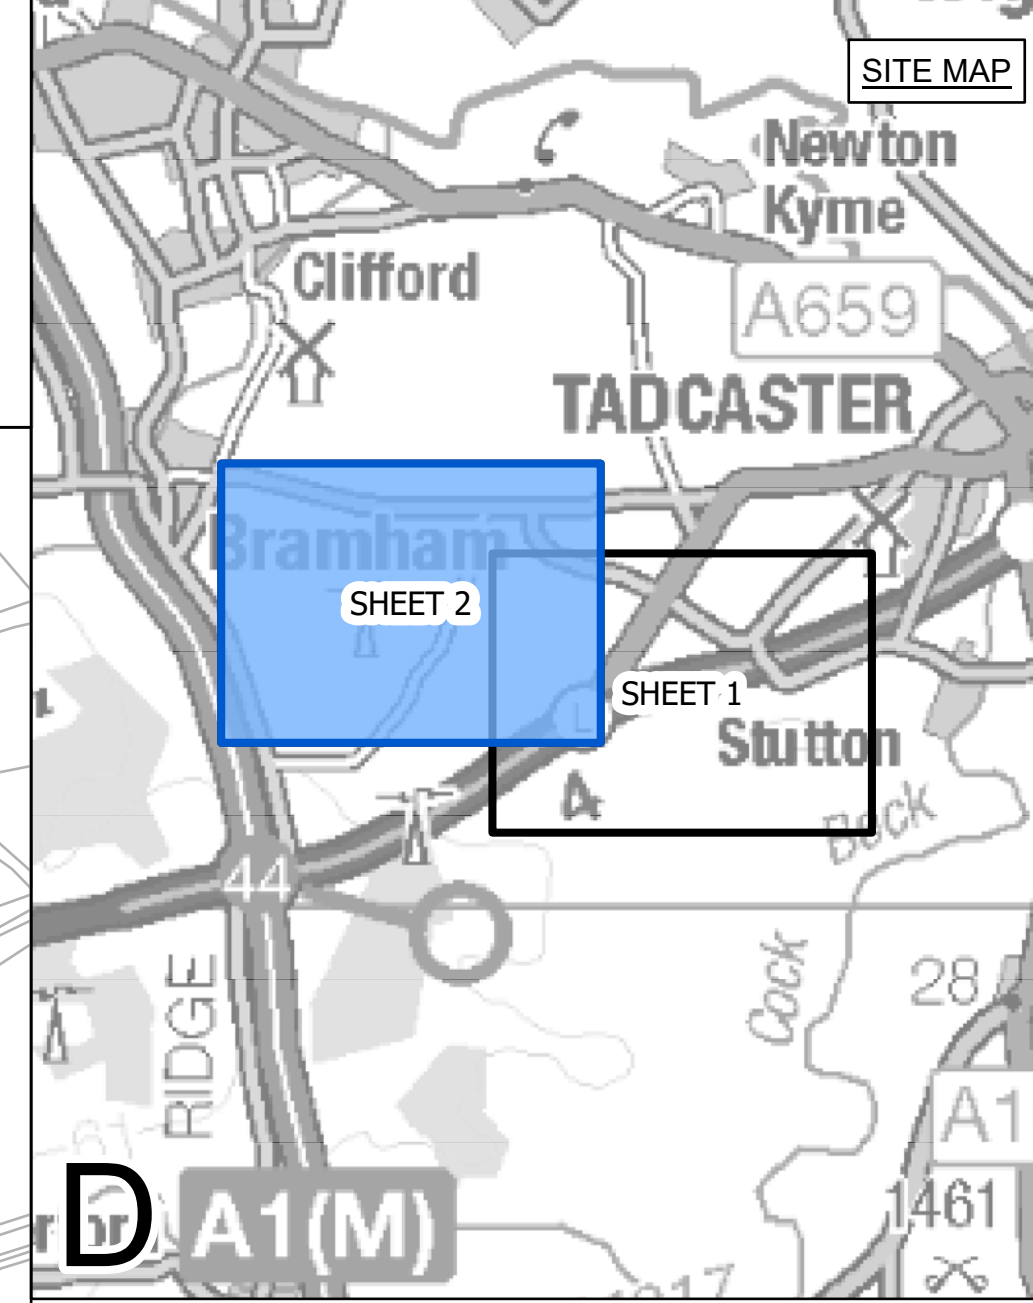 SITE MAP
Newton
Kyme
Clifford
A659
TADCASTER
Bramham
SHEET 2
SHEET 1
L
Stutton
Beck
44
Cock
28
RIDGE
A1
61
D
A1(M)
1461